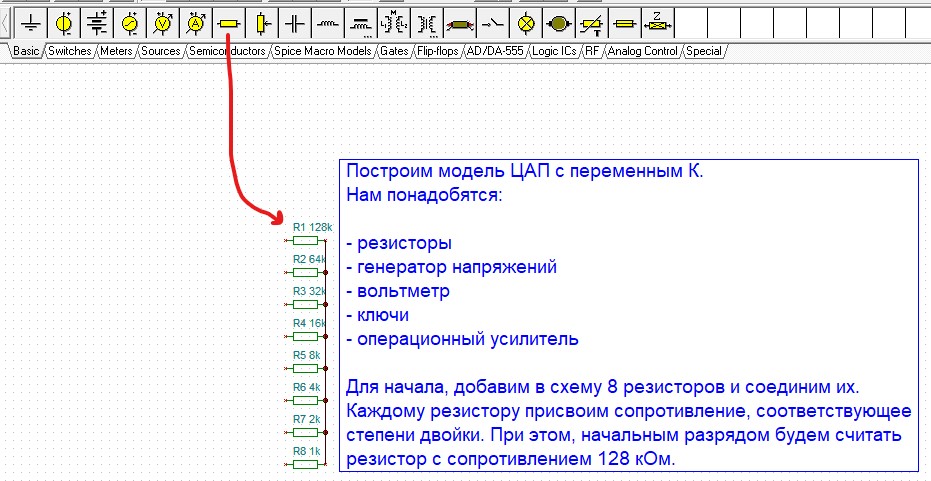 M
Z
Basic Switches Meters Sources Semiconductors Spice Macro Models Gates Flip-flops AD/DA-555 Logic ICs RF Analog Control Special
Построим модель ЦАП с переменным К.
Нам понадобятся:
- резисторы
- генератор напряжений
- вольтметр
- ключи
- операционный усилитель
Для начала, добавим в схему 8 резисторов и соединим их.
Каждому резистору присвоим сопротивление, соответствующее
степени двойки. При этом, начальным разрядом будем считать
резистор с сопротивлением 128 кОм.
R1 128k
R2 64k
R3 32k
R4 16k
R5 8k
R6 4k
R7 2k
R8 1k